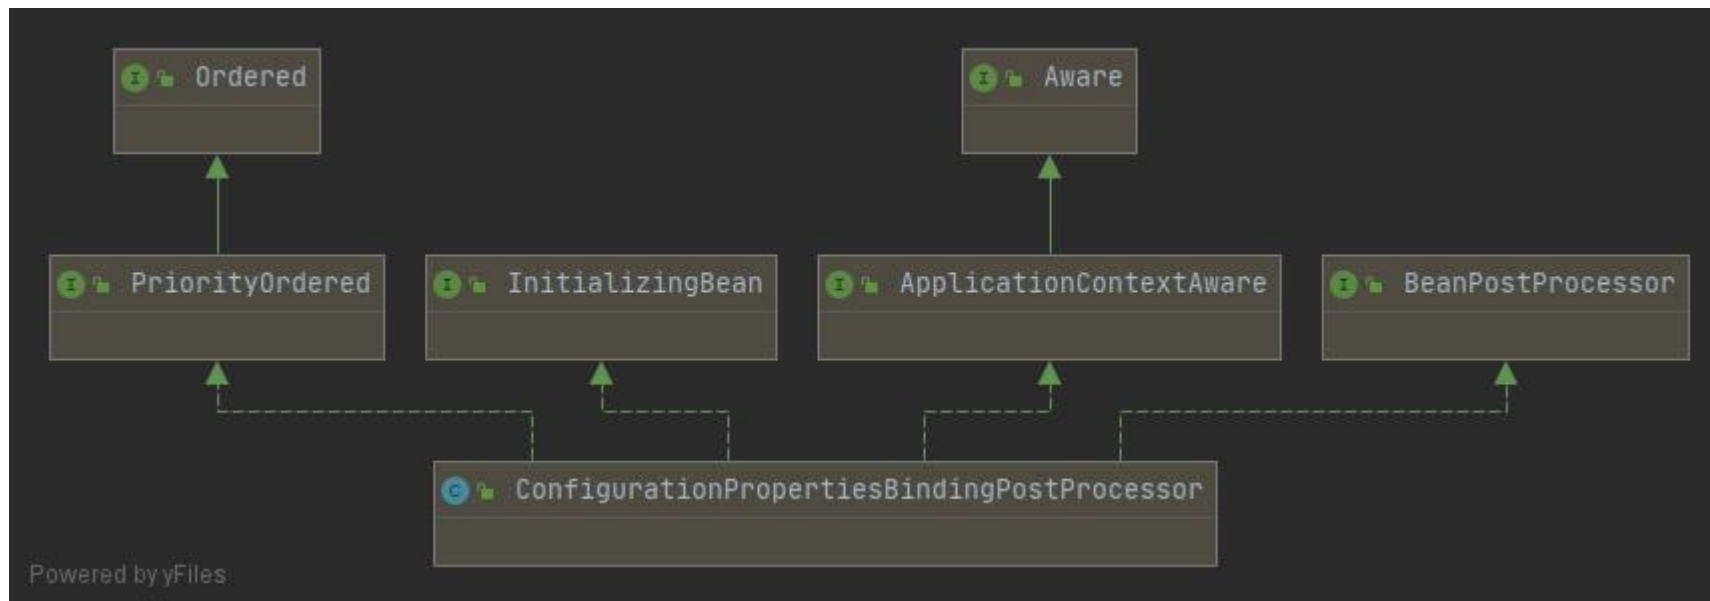 Ordered
Aware
PriorityOrdered
InitializingBean
ApplicationContextAware
BeanPostProcessor
ConfigurationPropertiesBindingPostProcessor
Powered by yFiles